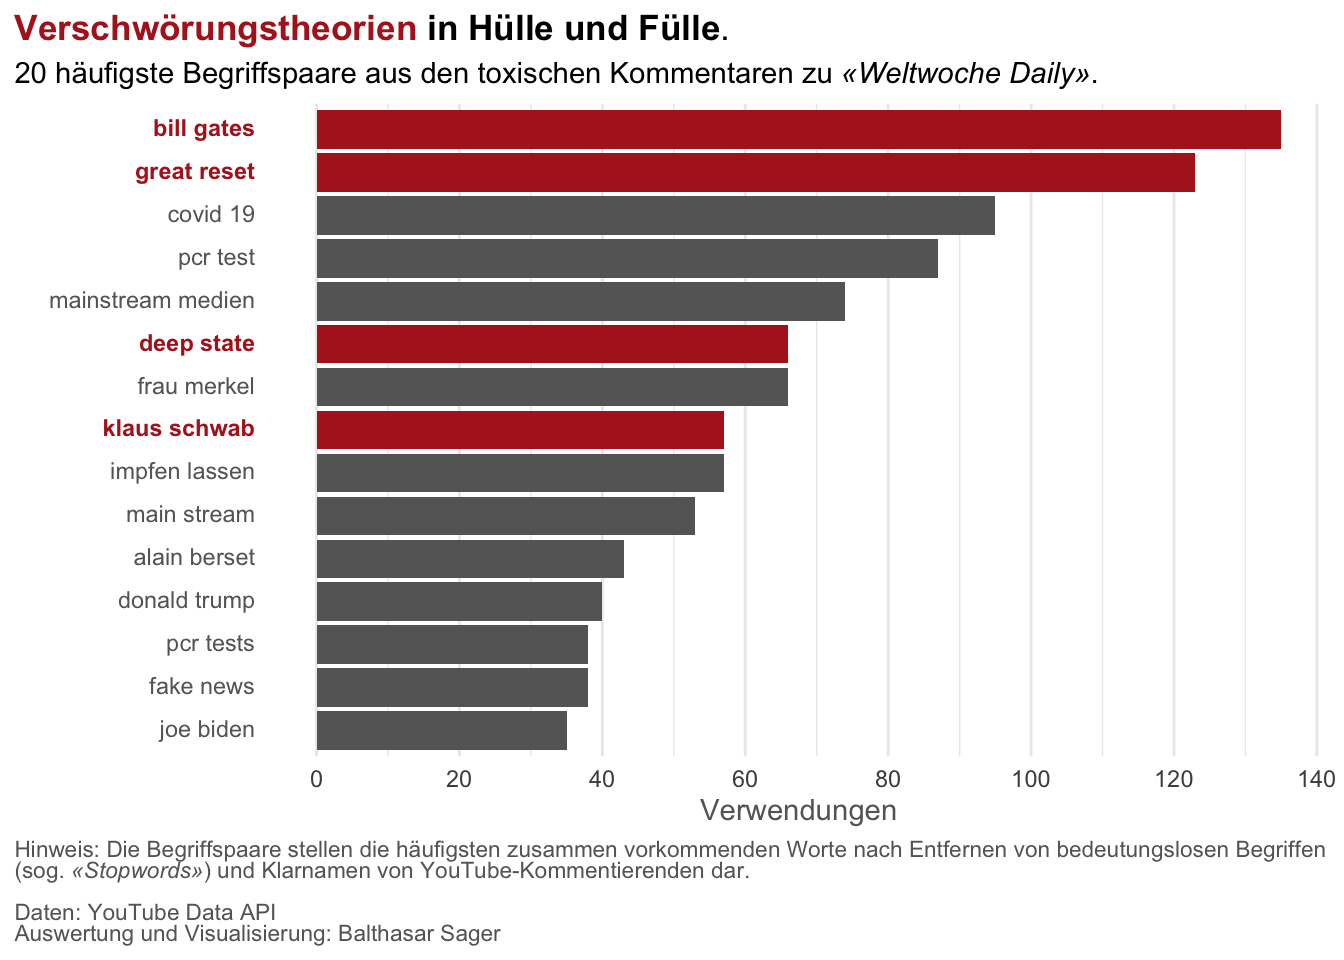 Verschwörungstheorien in Hülle und Fülle.
20 häufigste Begriffspaare aus den toxischen Kommentaren zu «Weltwoche Daily».
bill gates
great reset
covid 19
pcr test
mainstream medien
deep state
frau merkel
klaus schwab
impfen lassen
main stream
alain berset
donald trump
pcr tests
fake news
joe biden
0 20 40 60 80 100 120 140
Verwendungen
Hinweis: Die Begriffspaare stellen die häufigsten zusammen vorkommenden Worte nach Entfernen von bedeutungslosen Begriffen
(sog. «Stopwords») und Klarnamen von YouTube-Kommentierenden dar.
Daten: YouTube Data API
Auswertung und Visualisierung: Balthasar Sager